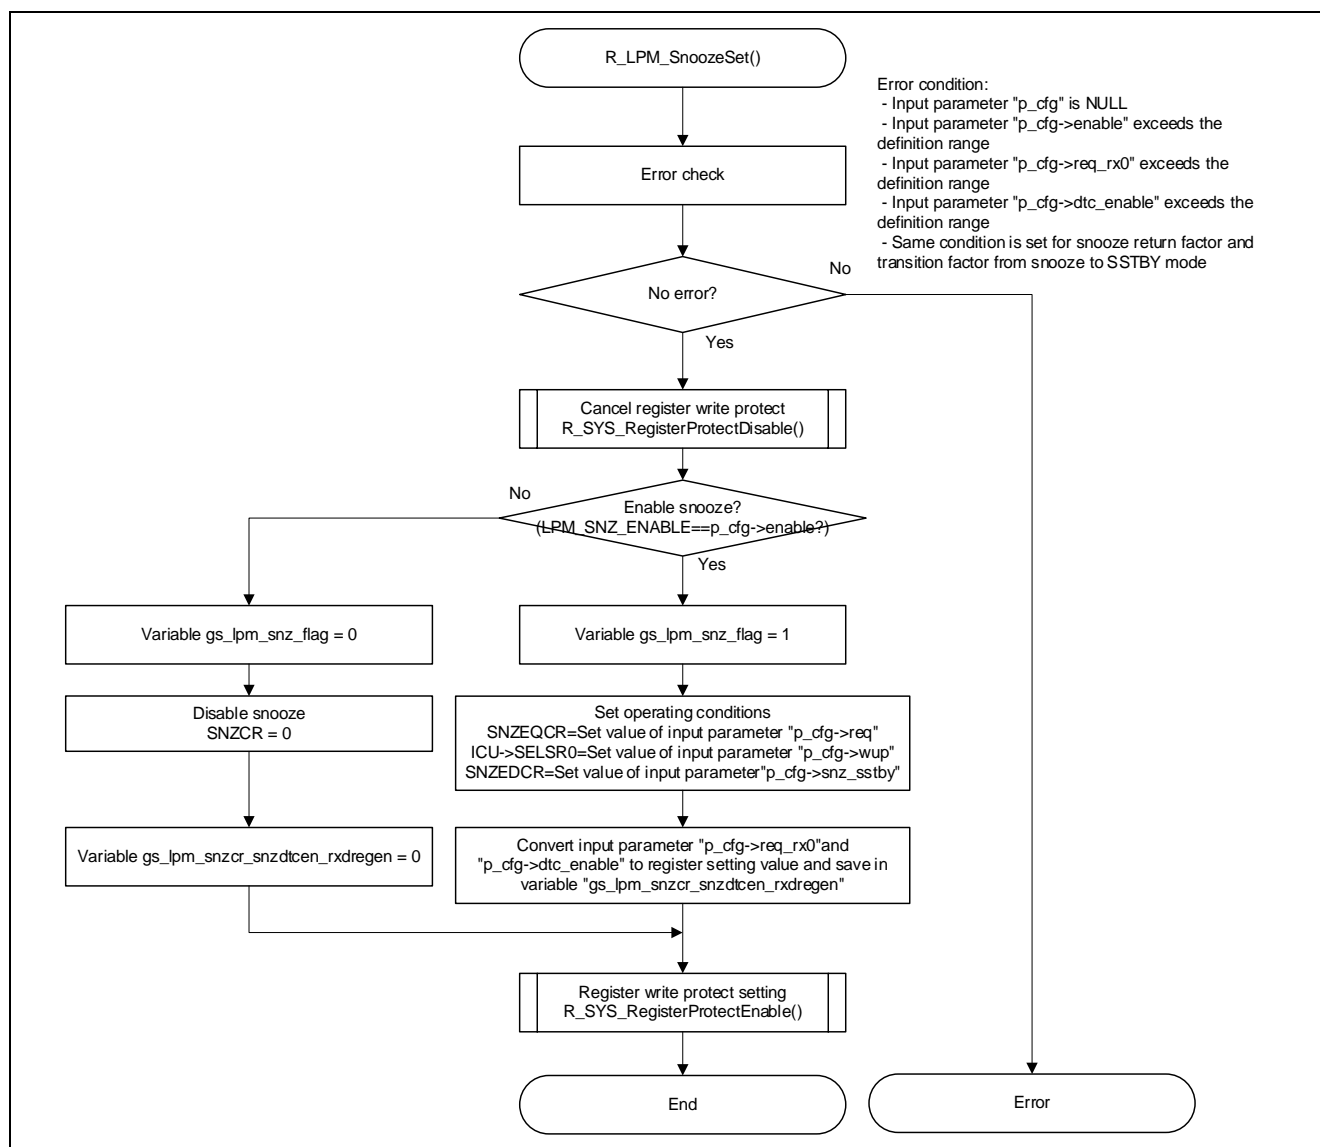 R_LPM_SnoozeSet()
Error condition:
- Input parameter "p_cfg" is NULL
- Input parameter "p_cfg->enable" exceeds the
definition range
- Input parameter "p_cfg->req_rx0" exceeds the
definition range
- Input parameter "p_cfg->dtc_enable" exceeds the
definition range
- Same condition is set for snooze return factor and
transition factor from snooze to SSTBY mode
Error check
No error?
No
Yes
Cancel register write protect
R_SYS_RegisterProtectDisable()
Enable snooze?
(LPM_SNZ_ENABLE==p_cfg->enable?)
No
Yes
Variable gs_lpm_snz_flag = 0
Variable gs_lpm_snz_flag = 1
Disable snooze
SNZCR = 0
Set operating conditions
SNZEQCR=Set value of input parameter "p_cfg->req"
ICU->SELSR0=Set value of input parameter "p_cfg->wup"
SNZEDCR=Set value of input parameter"p_cfg->snz_sstby"
Variable gs_lpm_snzcr_snzdtcen_rxdregen = 0
Convert input parameter "p_cfg->req_rx0"and
"p_cfg->dtc_enable" to register setting value and save in
variable "gs_lpm_snzcr_snzdtcen_rxdregen"
Register write protect setting
R_SYS_RegisterProtectEnable()
End
Error